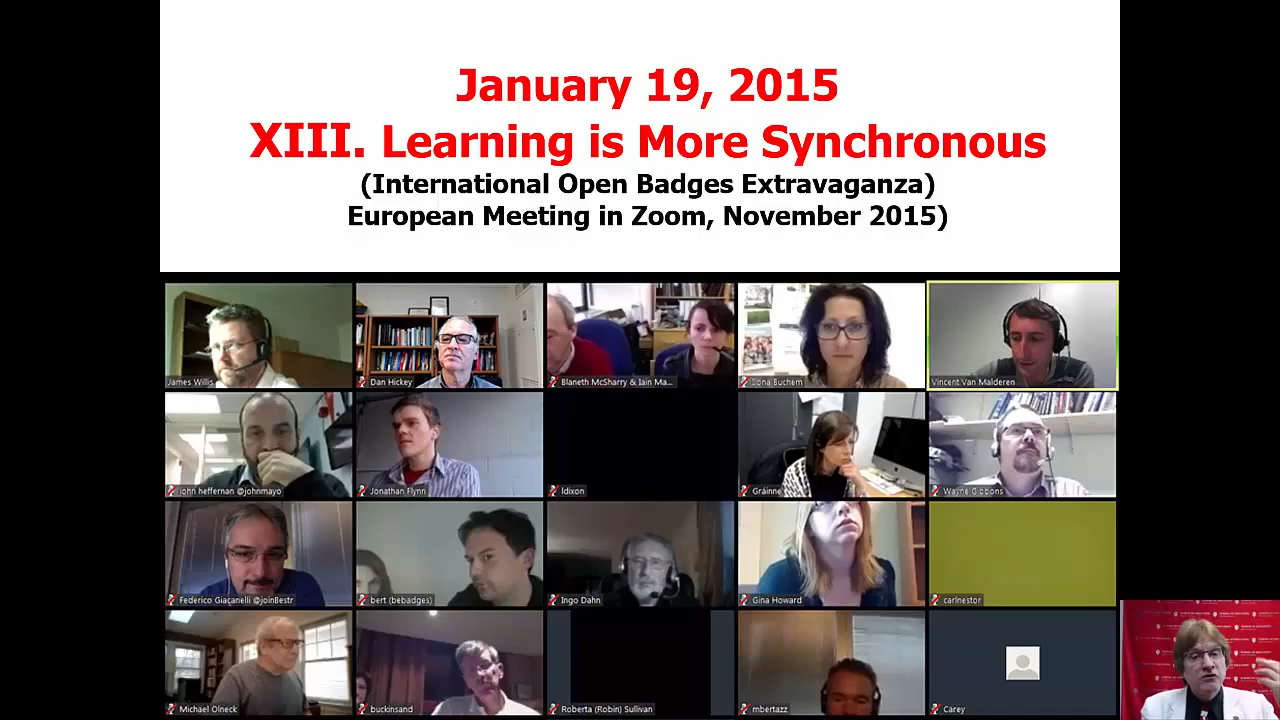 January 19, 2015
XIII. Learning is More Synchronous
(International Open Badges Extravaganza)
European Meeting in Zoom, November 2015)
James Willis
Dan Hickey
Blaneth McSharry & Iain Ma...
Ilona Buchem
Vincent Van Malderen
john heffernan @johnmayo
Jonathan Flynn
ldixon
Gráinne
Wayne Gibbons
Federico Giacanelli @joinBestr
bert (bebadges)
Ingo Dahn
Gina Howard
carlnestor
Michael Olneck
buckinsand
Roberta (Robin) Sullivan
mbertazz
Carey